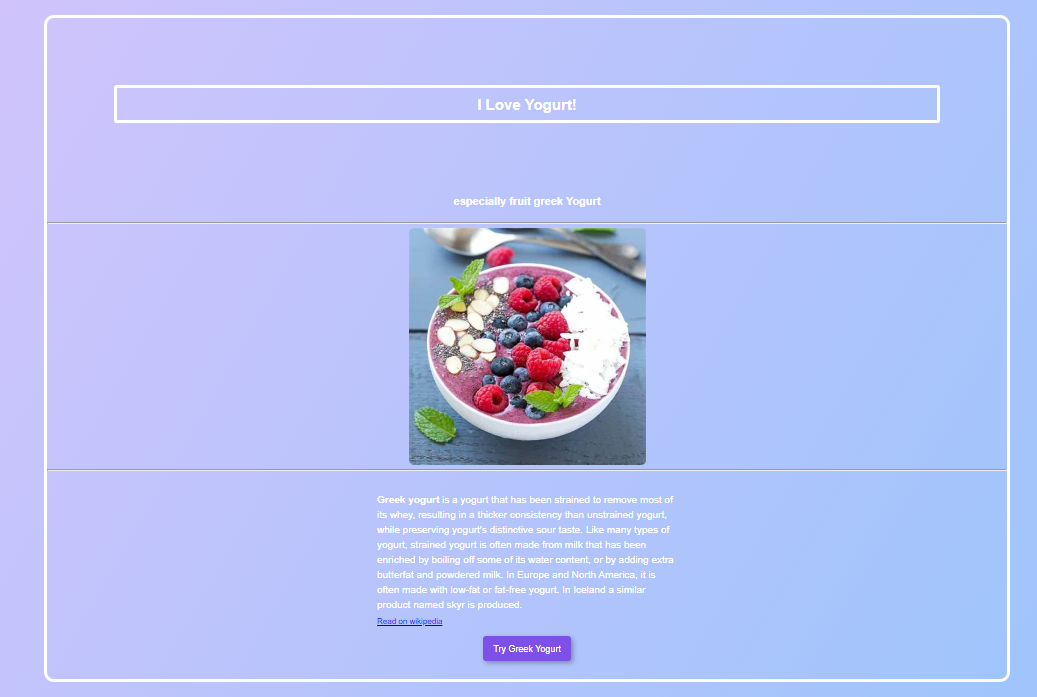 I Love Yogurt!
especially fruit greek Yogurt
Greek yogurt is a yogurt that has been strained to remove most of
its whey, resulting in a thicker consistency than unstrained yogurt,
while preserving yogurt's distinctive sour taste. Like many types of
yogurt, strained yogurt is often made from milk that has been
enriched by boiling off some of its water content, or by adding extra
butterfat and powdered milk. In Europe and North America, it is
often made with low-fat or fat-free yogurt. In Iceland a similar
product named skyr is produced.
Read on wikipedia
Try Greek Yogurt